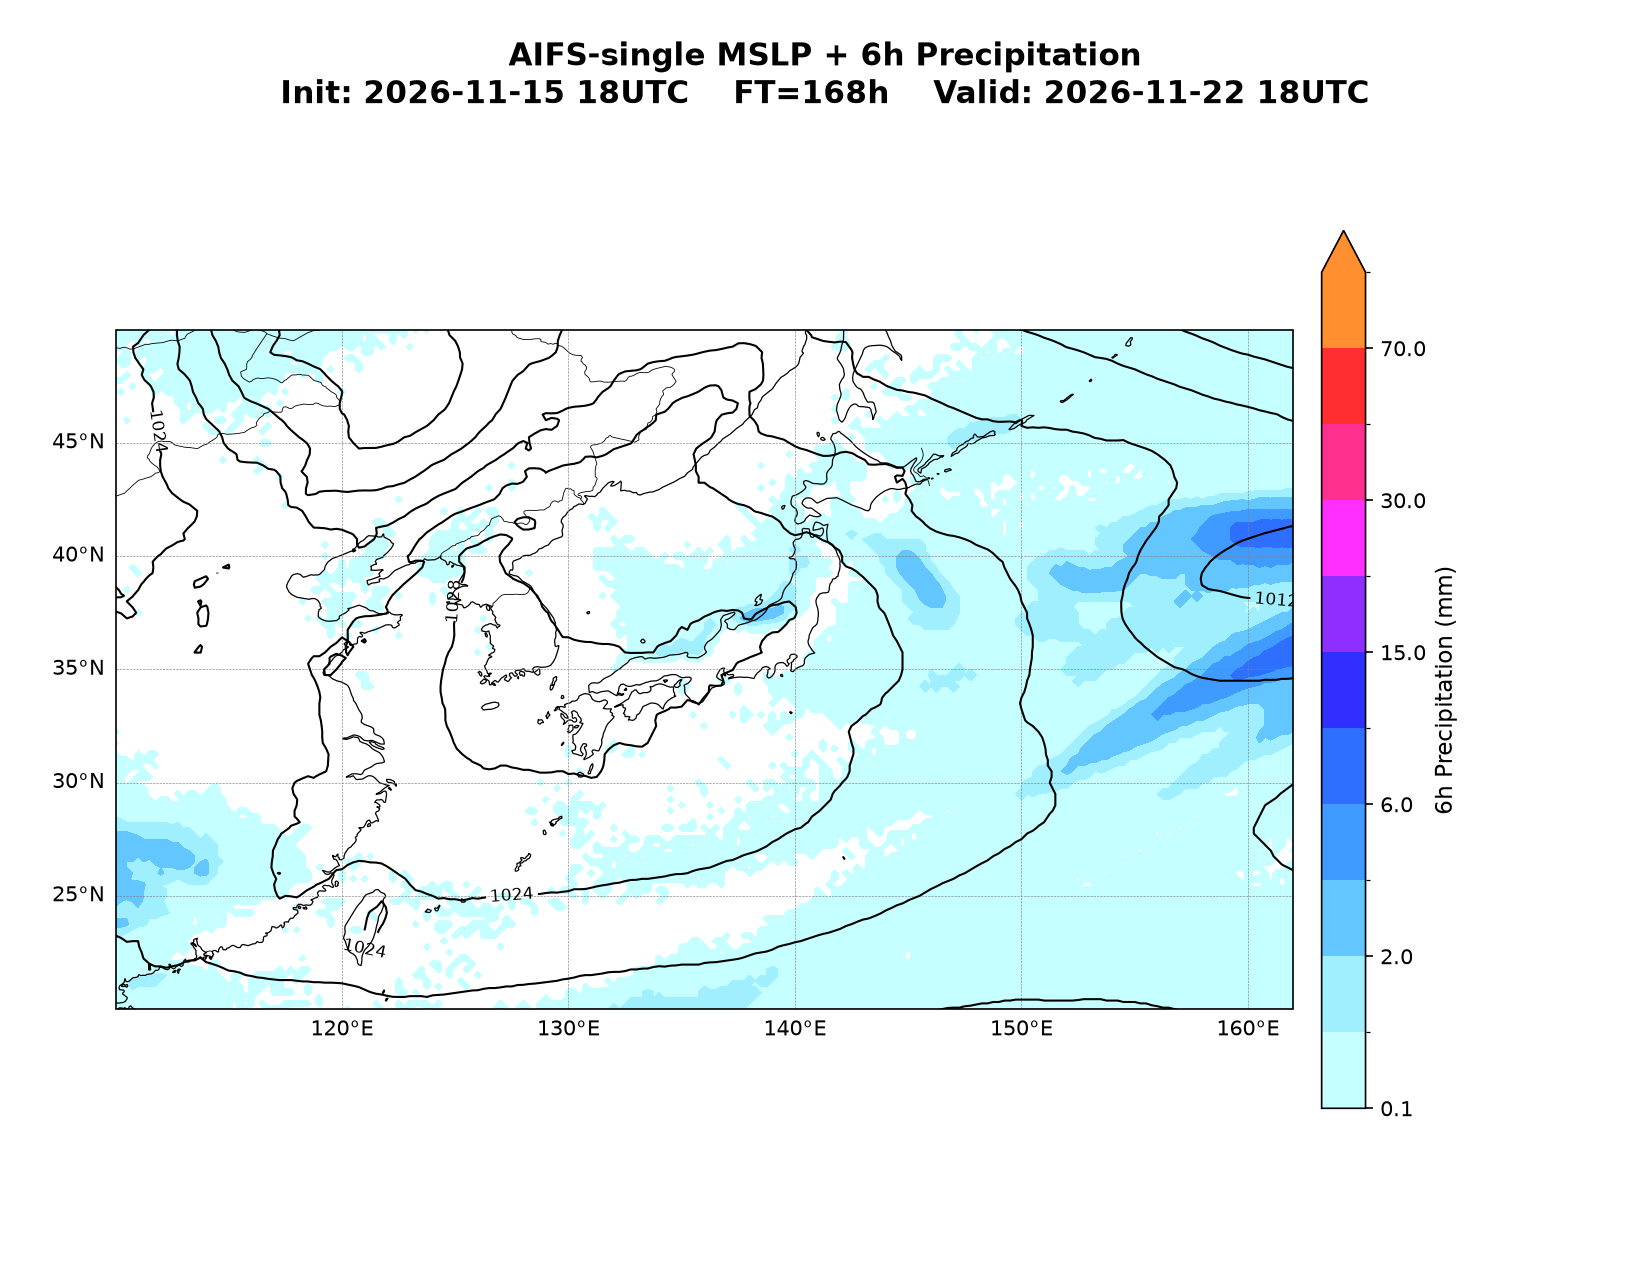 AIFS-single MSLP + 6h Precipitation
Init: 2026-11-15 18UTC    FT=168h    Valid: 2026-11-22 18UTC
70.0
1024
45°N
30.0
40°N
1028
1012
6h Precipitation (mm)
35°N
15.0
30°N
6.0
25°N
1024
1024
2.0
120°E
130°E
140°E
150°E
160°E
0.1